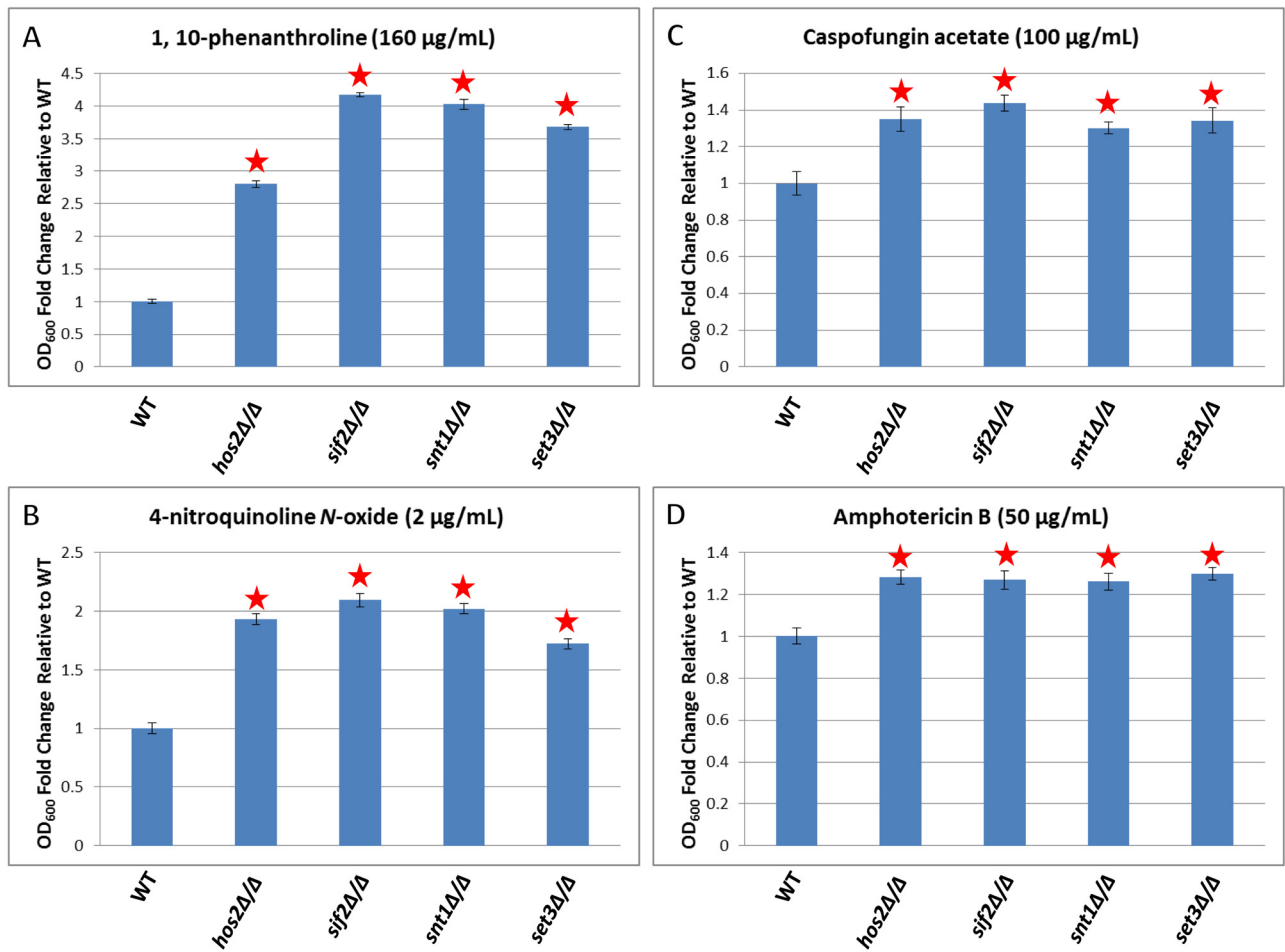 A
1, 10-phenanthroline (160 µg/mL)
OD600 Fold Change Relative to WT
4.5
4
3.5
3
2.5
2
1.5
1
0.5
0
WT
hos2Δ/Δ
sif2Δ/Δ
snt1Δ/Δ
set3Δ/Δ
C
Caspofungin acetate (100 µg/mL)
OD600 Fold Change Relative to WT
1.6
1.4
1.2
1
0.8
0.6
0.4
0.2
0
WT
hos2Δ/Δ
sif2Δ/Δ
snt1Δ/Δ
set3Δ/Δ
B
4-nitroquinoline N-oxide (2 µg/mL)
OD600 Fold Change Relative to WT
2.5
2
1.5
1
0.5
0
WT
hos2Δ/Δ
sif2Δ/Δ
snt1Δ/Δ
set3Δ/Δ
D
Amphotericin B (50 µg/mL)
OD600 Fold Change Relative to WT
1.4
1.2
1
0.8
0.6
0.4
0.2
0
WT
hos2Δ/Δ
sif2Δ/Δ
snt1Δ/Δ
set3Δ/Δ